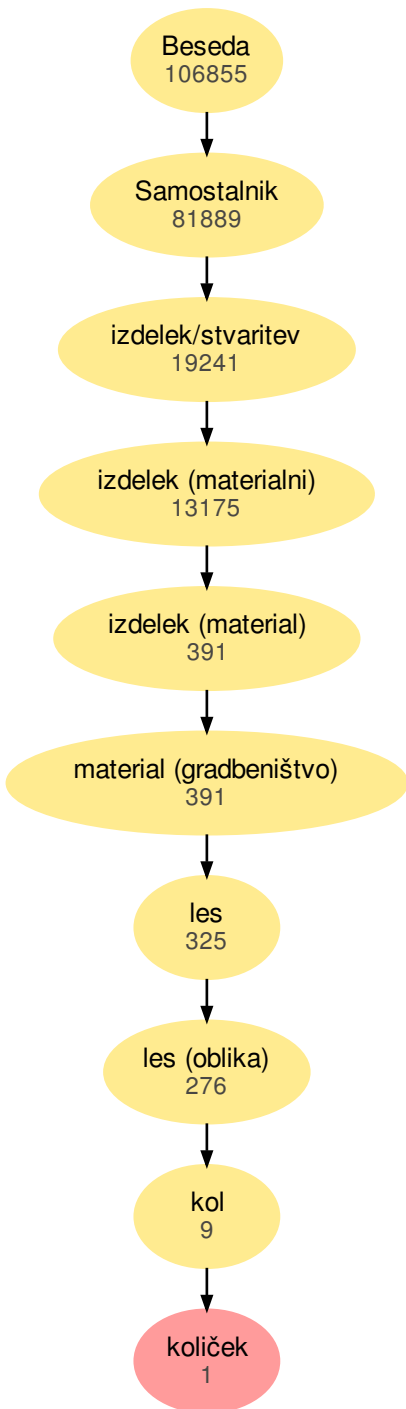 Beseda
106855
Samostalnik
81889
izdelek/stvaritev
19241
izdelek (materialni)
13175
izdelek (material)
391
material (gradbeništvo)
391
les
325
les (oblika)
276
kol
9
količek
1